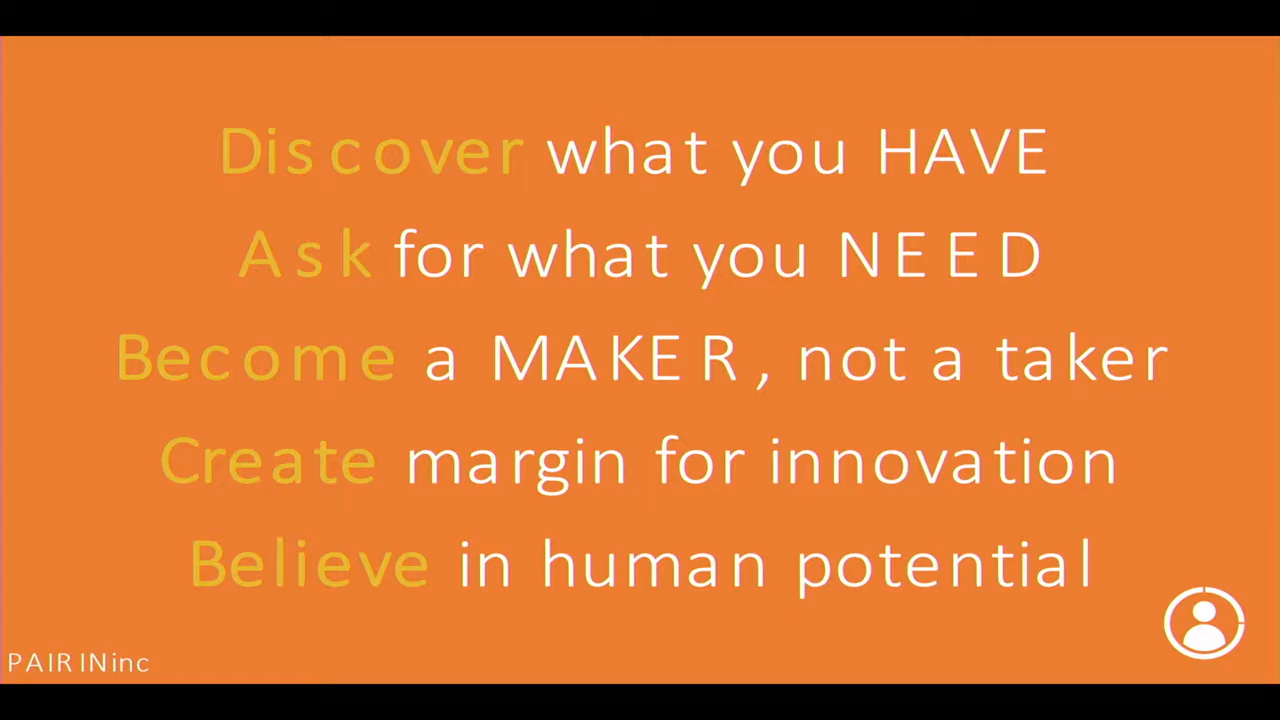 Discover what you HAVE
Ask for what you NEED
Become a MAKER, not a taker
Create margin for innovation
Believe in human potential
PAIRINinc